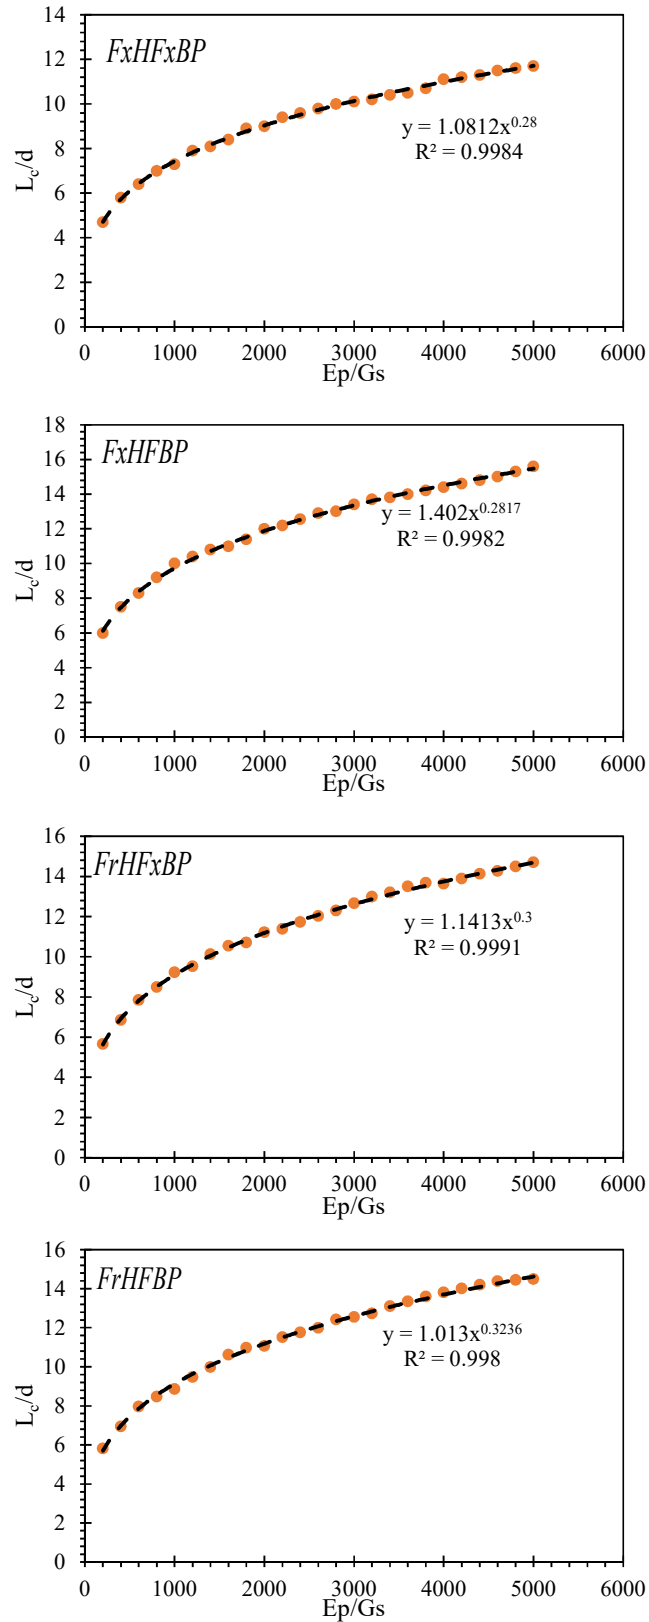 FxHFxBP
14
12
10
8
6
4
2
0
L_c/d
y = 1.0812x^0.28
R² = 0.9984
0 1000 2000 3000 4000 5000 6000
Ep/Gs
FxHFBP
18
16
14
12
10
8
6
4
2
0
L_c/d
y = 1.402x^0.2817
R² = 0.9982
0 1000 2000 3000 4000 5000 6000
Ep/Gs
FrHFxBP
16
14
12
10
8
6
4
2
0
L_c/d
y = 1.1413x^0.3
R² = 0.9991
0 1000 2000 3000 4000 5000 6000
Ep/Gs
FrHFBP
16
14
12
10
8
6
4
2
0
L_c/d
y = 1.013x^0.3236
R² = 0.998
0 1000 2000 3000 4000 5000 6000
Ep/Gs